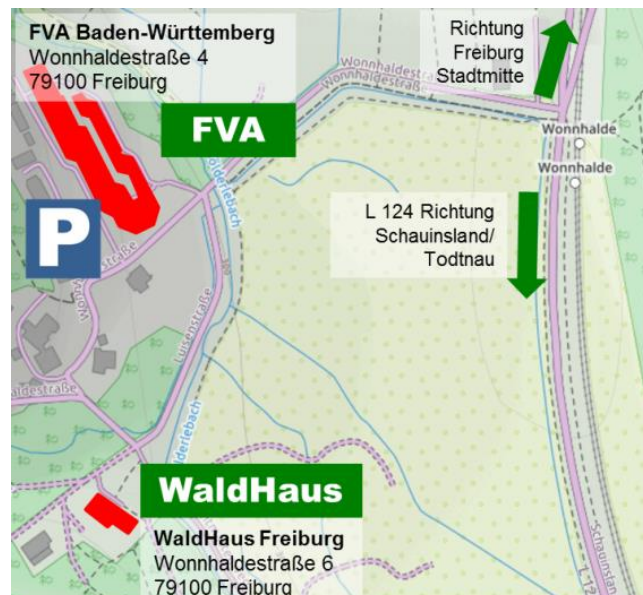 FVA Baden-Württemberg
Wonnhaldestraße 4
79100 Freiburg
FVA
Richtung
Freiburg
Stadtmitte
Wonnhaldestraße
Wonnhaldestraße
Wonnhalde
Wonnhalde
L 124 Richtung
Schauinsland/
Todtnau
P
Luisenstraße
WaldHaus
WaldHaus Freiburg
Wonnhaldestraße 6
79100 Freiburg